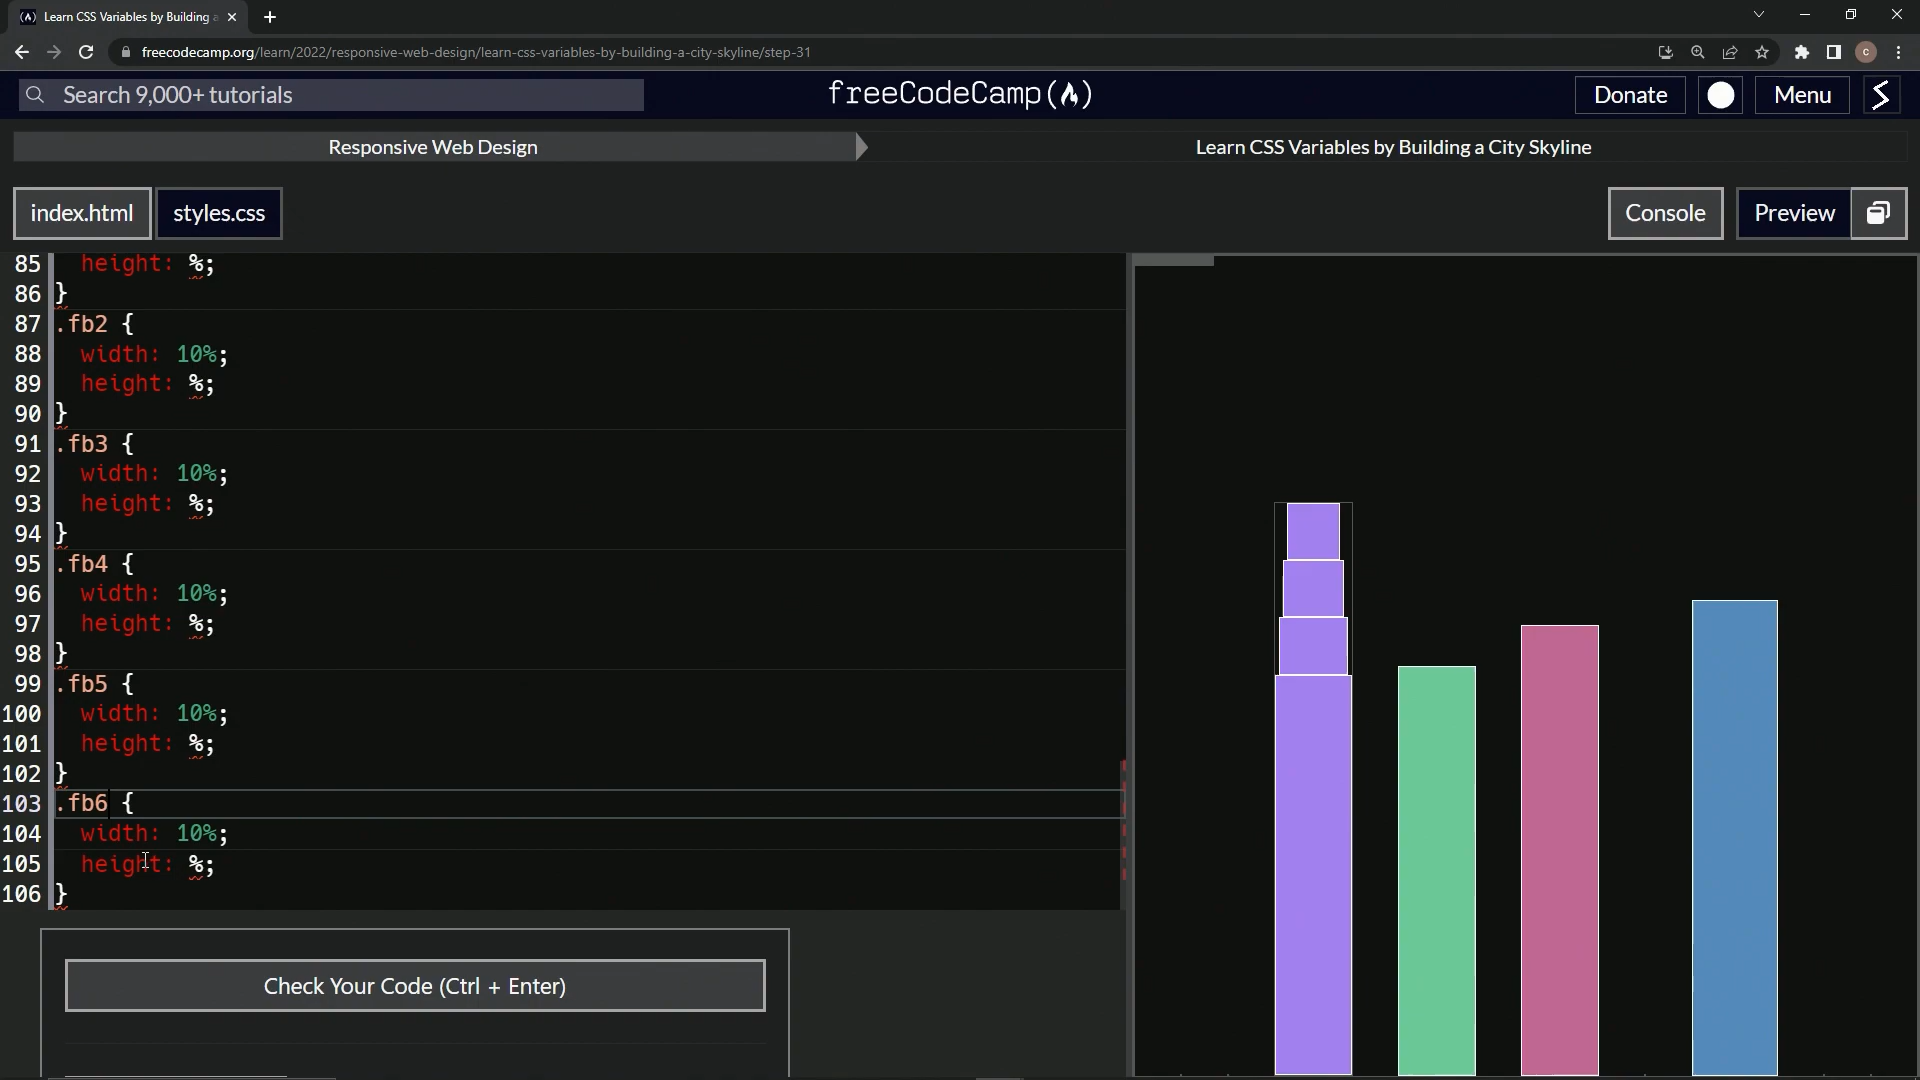 Learn CSS Variables by Building a
freecodecamp.org/learn/2022/responsive-web-design/learn-css-variables-by-building-a-city-skyline/step-31
C
Search 9,000+ tutorials
freeCodeCamp
Donate
Menu
Responsive Web Design
Learn CSS Variables by Building a City Skyline
index.html
styles.css
Console
Preview
85 height: %;
86 }
87 .fb2 {
88 width: 10%;
89 height: %;
90 }
91 .fb3 {
92 width: 10%;
93 height: %;
94 }
95 .fb4 {
96 width: 10%;
97 height: %;
98 }
99 .fb5 {
100 width: 10%;
101 height: %;
102 }
103 .fb6 {
104 width: 10%;
105 height: %;
106 }
Check Your Code (Ctrl + Enter)